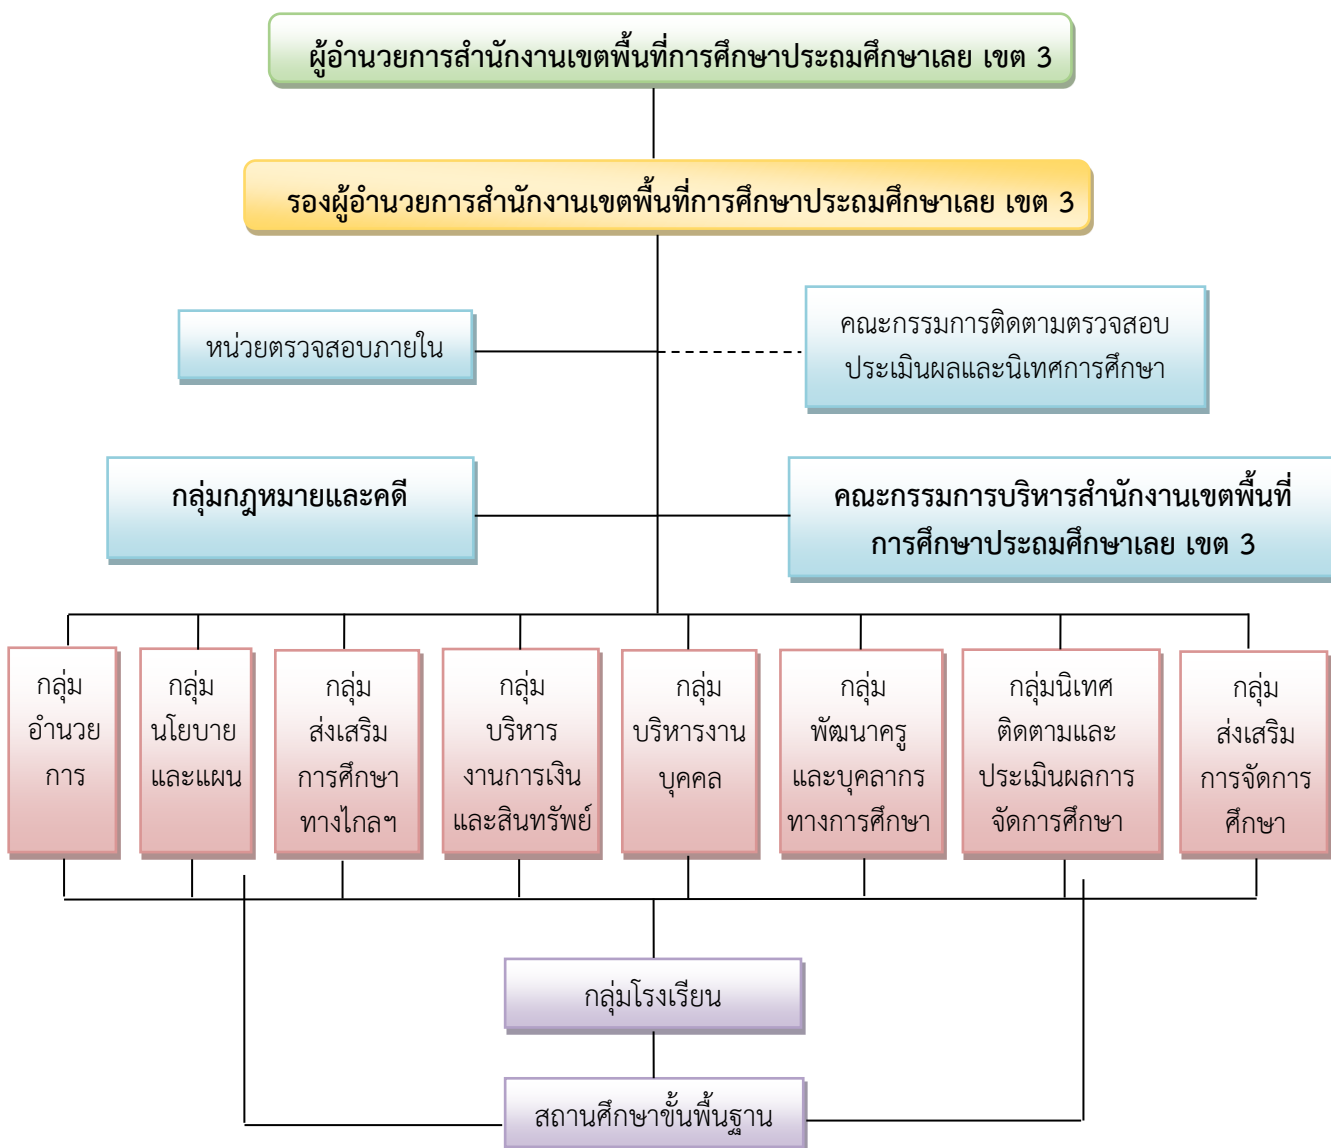 ผู้อำนวยการสำนักงานเขตพื้นที่การศึกษาประถมศึกษาเลย เขต 3
รองผู้อำนวยการสำนักงานเขตพื้นที่การศึกษาประถมศึกษาเลย เขต 3
หน่วยตรวจสอบภายใน
คณะกรรมการติดตามตรวจสอบ
ประเมินผลและนิเทศการศึกษา
กลุ่มกฎหมายและคดี
คณะกรรมการบริหารสำนักงานเขตพื้นที่
การศึกษาประถมศึกษาเลย เขต 3
กลุ่ม
อำนวย
การ
กลุ่ม
นโยบาย
และแผน
กลุ่ม
ส่งเสริม
การศึกษา
ทางไกลฯ
กลุ่ม
บริหาร
งานการเงิน
และสินทรัพย์
กลุ่ม
บริหารงาน
บุคคล
กลุ่ม
พัฒนาครู
และบุคลากร
ทางการศึกษา
กลุ่มนิเทศ
ติดตามและ
ประเมินผลการ
จัดการศึกษา
กลุ่ม
ส่งเสริม
การจัดการ
ศึกษา
กลุ่มโรงเรียน
สถานศึกษาขั้นพื้นฐาน